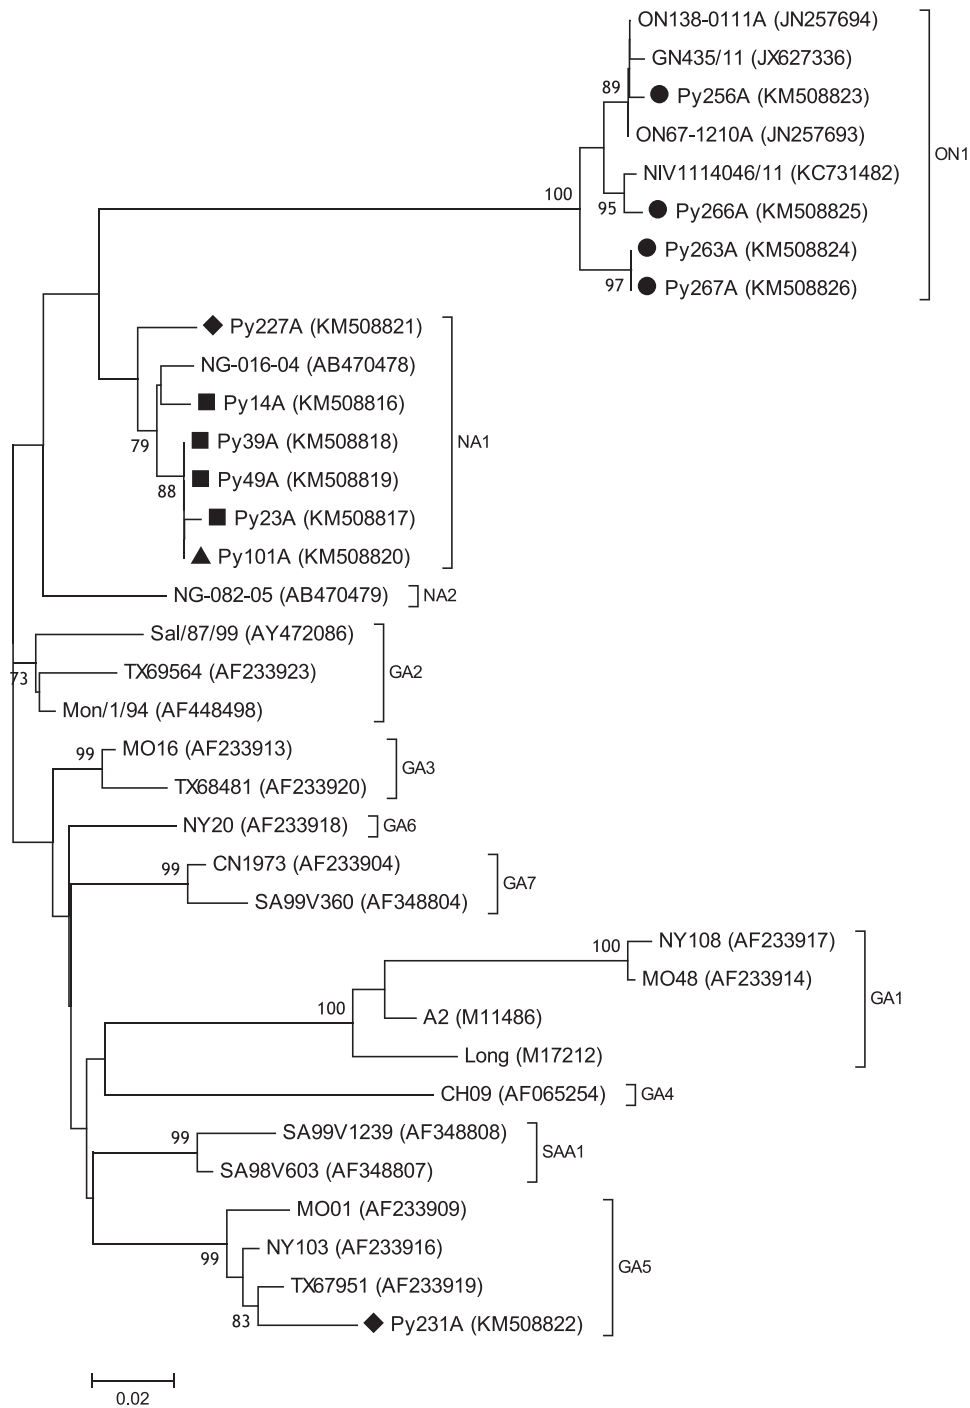 ON138-0111A (JN257694)
GN435/11 (JX627336)
89
Py256A (KM508823)
ON67-1210A (JN257693)
ON1
NIV1114046/11 (KC731482)
100
95
Py266A (KM508825)
Py263A (KM508824)
97
Py267A (KM508826)
Py227A (KM508821)
NG-016-04 (AB470478)
Py14A (KM508816)
79
Py39A (KM508818)
NA1
Py49A (KM508819)
88
Py23A (KM508817)
Py101A (KM508820)
NG-082-05 (AB470479)
NA2
Sal/87/99 (AY472086)
73
TX69564 (AF233923)
GA2
Mon/1/94 (AF448498)
99
MO16 (AF233913)
GA3
TX68481 (AF233920)
NY20 (AF233918)
GA6
99
CN1973 (AF233904)
GA7
SA99V360 (AF348804)
100
NY108 (AF233917)
MO48 (AF233914)
GA1
100
A2 (M11486)
Long (M17212)
CH09 (AF065254)
GA4
99
SA99V1239 (AF348808)
SAA1
SA98V603 (AF348807)
MO01 (AF233909)
99
NY103 (AF233916)
GA5
TX67951 (AF233919)
83
Py231A (KM508822)
0.02